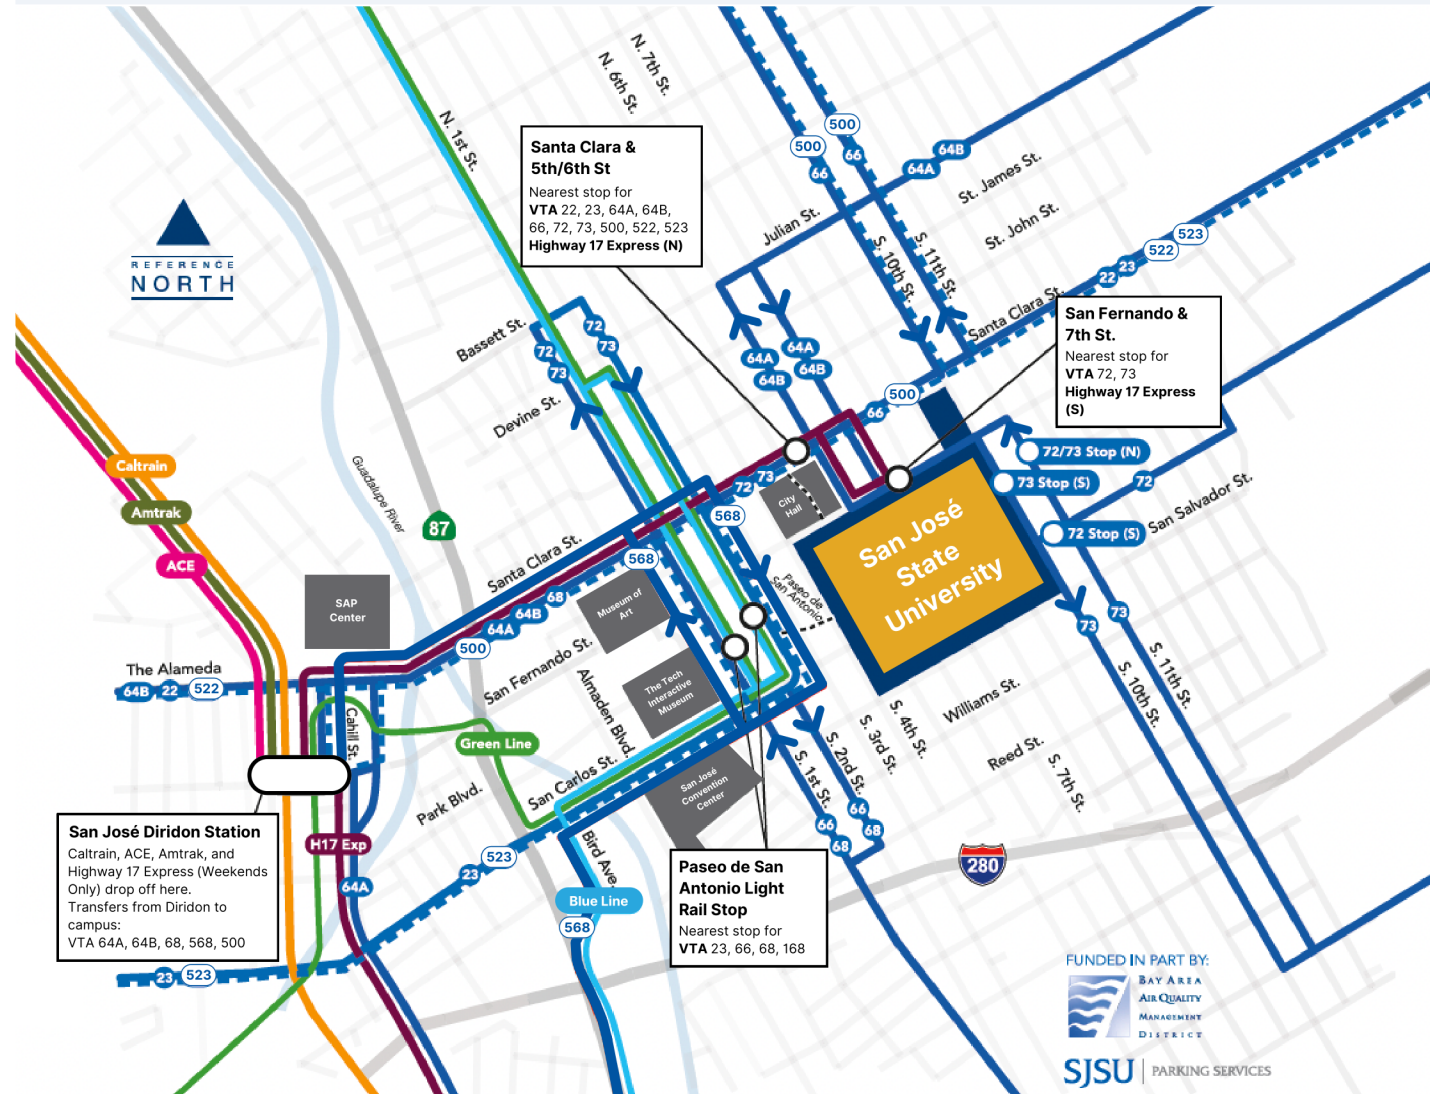 N. 7th St.
N. 6th St.
N. 1st St.
Santa Clara &
5th/6th St
Nearest stop for
VTA 22, 23, 64A, 64B,
66, 72, 73, 500, 522, 523
Highway 17 Express (N)
500
500
66
66
64B
64A
St. James St.
St. John St.
Julian St.
S. 10th St.
S. 11th St.
523
522
23
22
Santa Clara St.
REFERENCE
NORTH
San Fernando &
7th St.
Nearest stop for
VTA 72, 73
Highway 17 Express
(S)
Bassett St.
72
73
72
73
64A
64B
64A
64B
500
66
Devine St.
Caltrain
Amtrak
ACE
Guadalupe River
87
72/73 Stop (N)
73 Stop (S)
72
72 Stop (S)
San Salvador St.
72
73
City
Hall
568
568
San José
State
University
Paseo de
San Antonio
Santa Clara St.
SAP
Center
Museum of
Art
68
64B
64A
500
73
73
San Fernando St.
The Alameda
64B
22
522
Cahill St.
The Tech
Interactive
Museum
Almaden Blvd.
Green Line
San Carlos St.
Park Blvd.
San José
Convention
Center
S. 1st St.
S. 2nd St.
S. 3rd St.
S. 4th St.
Williams St.
Reed St.
S. 7th St.
S. 10th St.
S. 11th St.
66
68
66
68
San José Diridon Station
Caltrain, ACE, Amtrak, and
Highway 17 Express (Weekends
Only) drop off here.
Transfers from Diridon to
campus:
VTA 64A, 64B, 68, 568, 500
H17 Exp
64A
523
23
Bird Ave.
Blue Line
568
Paseo de San
Antonio Light
Rail Stop
Nearest stop for
VTA 23, 66, 68, 168
280
23
523
FUNDED IN PART BY:
BAY AREA
AIR QUALITY
MANAGEMENT
DISTRICT
SJSU | PARKING SERVICES